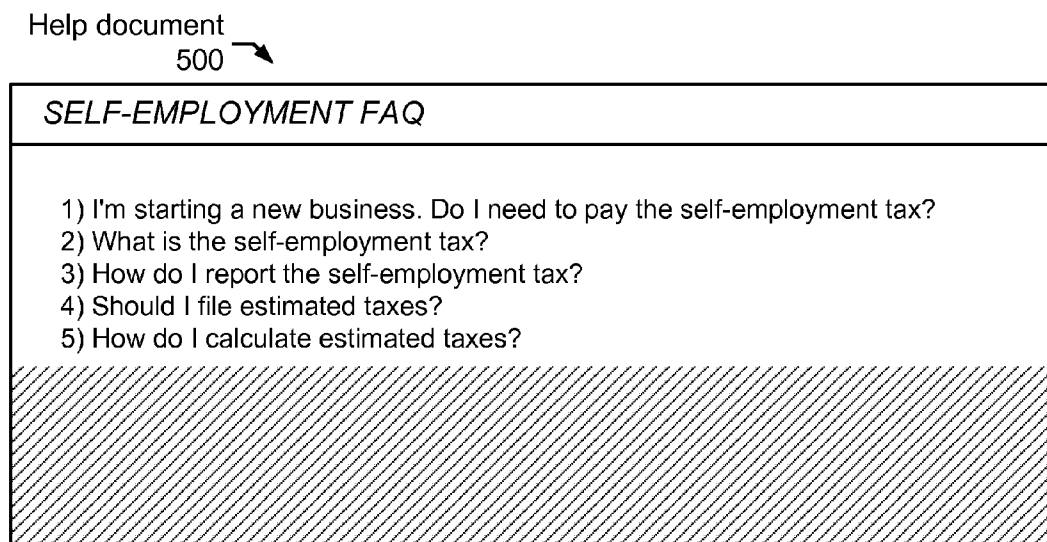 Help document
500
SELF-EMPLOYMENT FAQ
1) I'm starting a new business. Do I need to pay the self-employment tax?
2) What is the self-employment tax?
3) How do I report the self-employment tax?
4) Should I file estimated taxes?
5) How do I calculate estimated taxes?